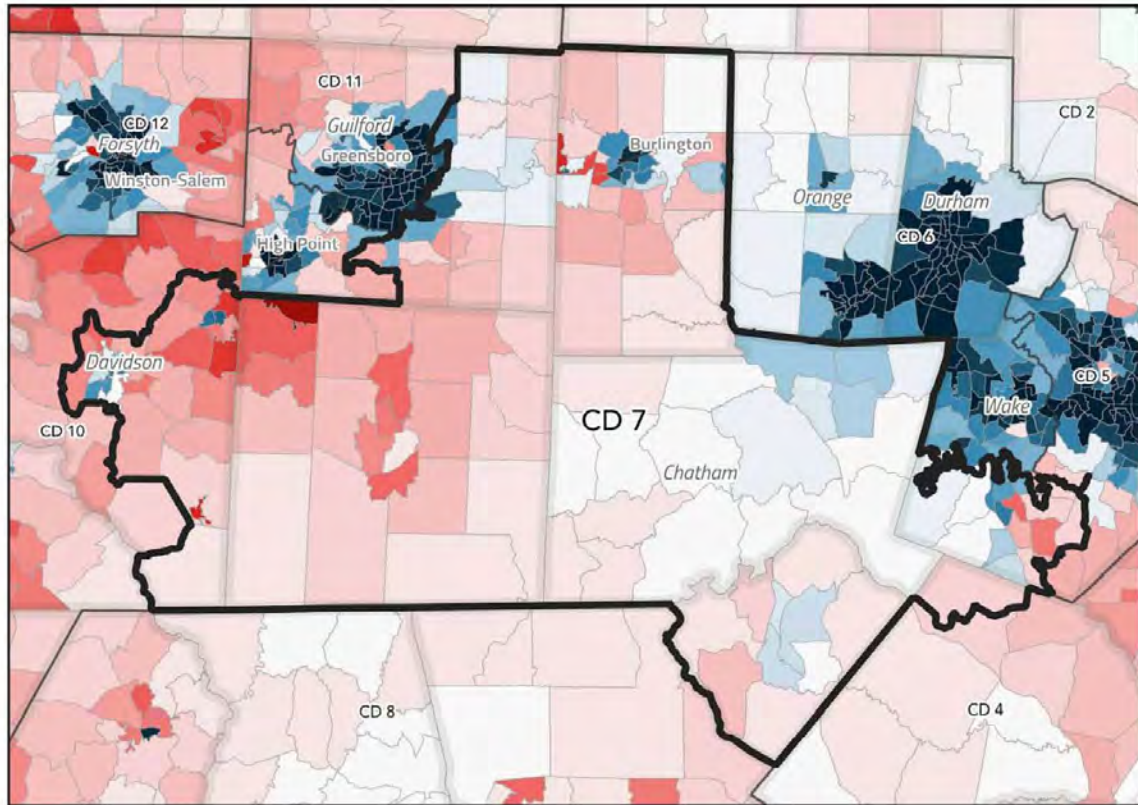 CD 11
CD 12
Forsyth
Winston-Salem
Guilford
Greensboro
High Point
Burlington
CD 2
Orange
Durham
CD 6
Davidson
CD 10
CD 5
Wake
CD 7
Chatham
CD 8
CD 4